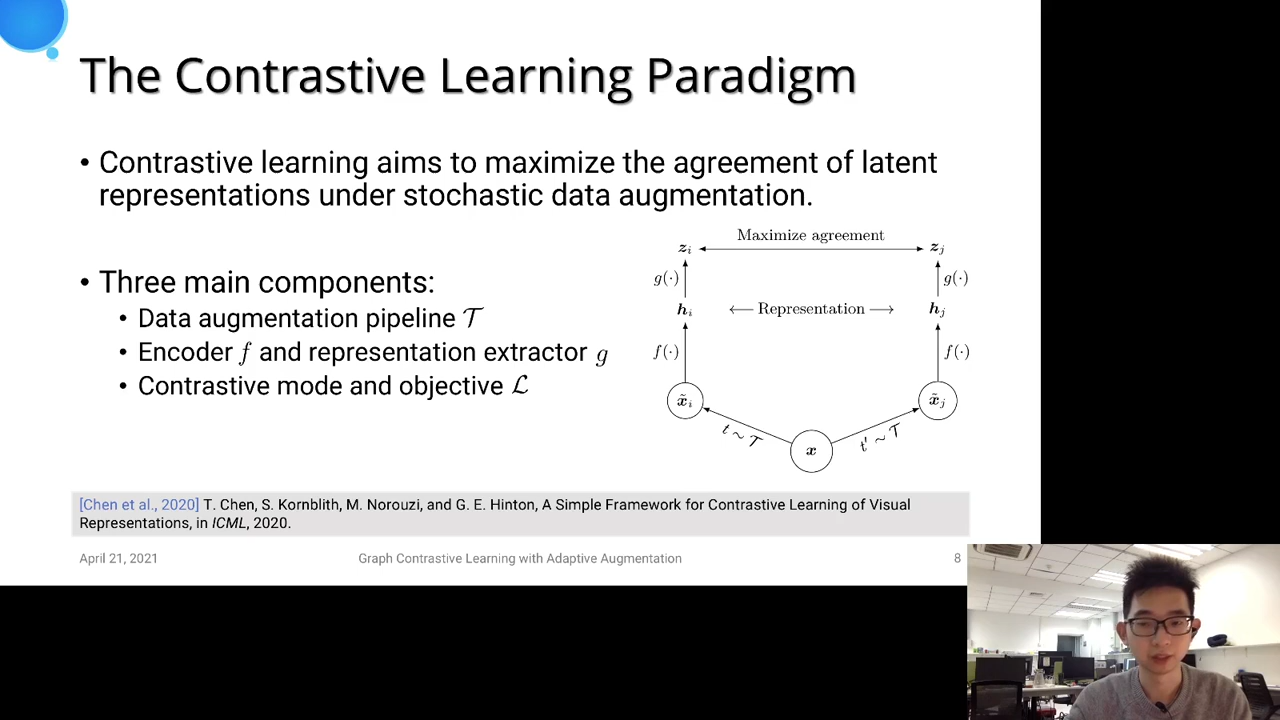 The Contrastive Learning Paradigm
• Contrastive learning aims to maximize the agreement of latent
representations under stochastic data augmentation.
• Three main components:
• Data augmentation pipeline 𝒯
• Encoder f and representation extractor g
• Contrastive mode and objective ℒ
Maximize agreement
z_i z_j
g(·) g(·)
h_i ⟵ Representation ⟶ h_j
f(·) f(·)
x̃_i x̃_j
t ~ 𝒯 t' ~ 𝒯
x
[Chen et al., 2020] T. Chen, S. Kornblith, M. Norouzi, and G. E. Hinton, A Simple Framework for Contrastive Learning of Visual
Representations, in ICML, 2020.
April 21, 2021 Graph Contrastive Learning with Adaptive Augmentation 8